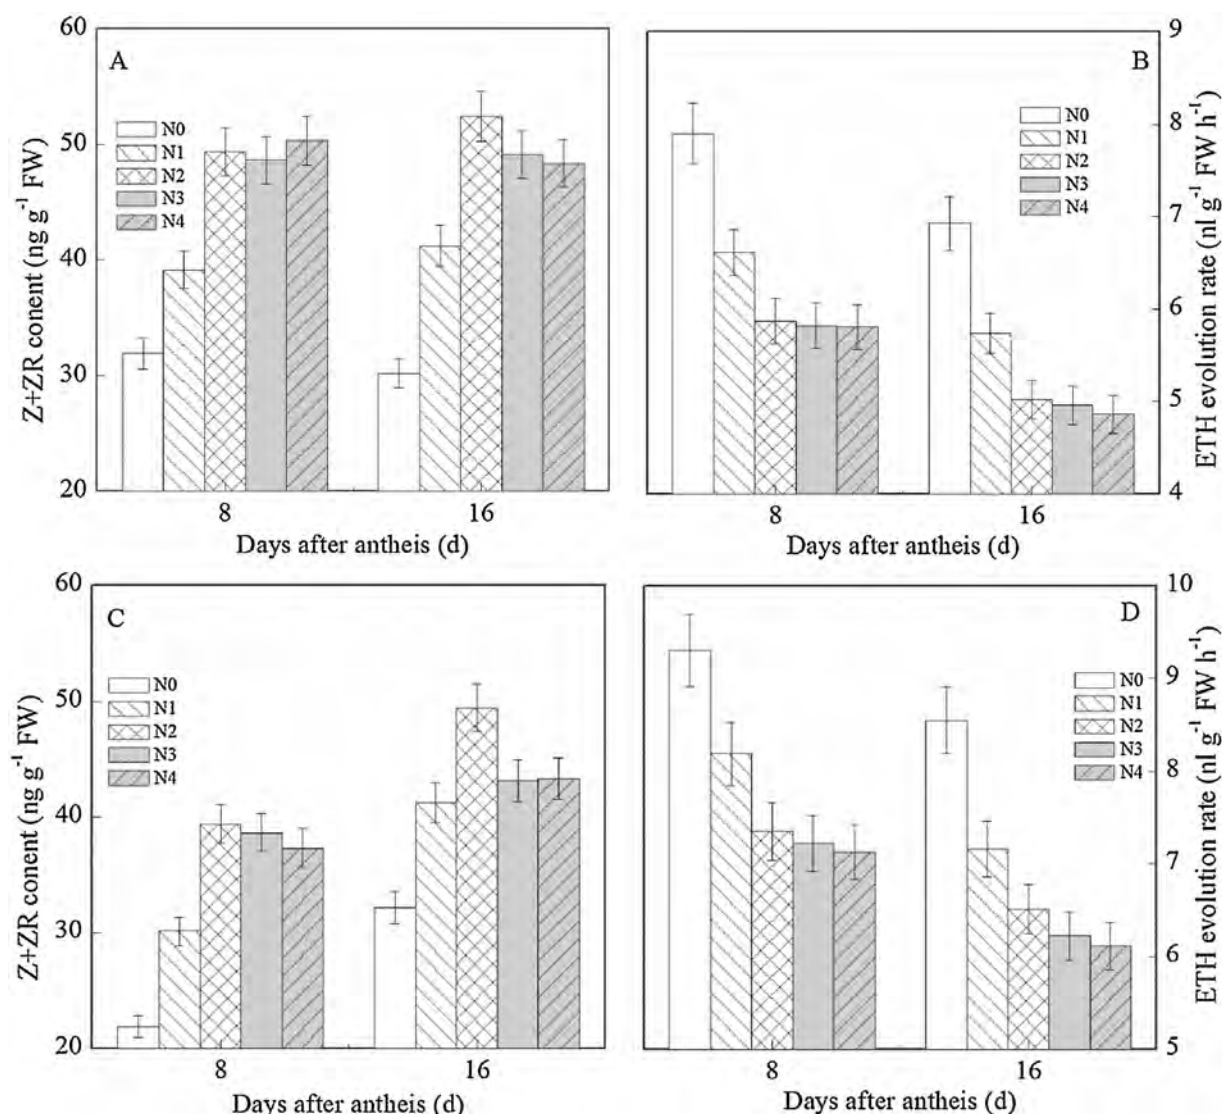 A
Z+ZR conent (ng g⁻¹ FW)
60
50
40
30
20
N0
N1
N2
N3
N4
8
16
Days after antheis (d)
B
N0
N1
N2
N3
N4
9
8
7
6
5
4
ETH evolution rate (nl g⁻¹ FW h⁻¹)
8
16
Days after antheis (d)
C
Z+ZR conent (ng g⁻¹ FW)
60
50
40
30
20
N0
N1
N2
N3
N4
8
16
Days after antheis (d)
D
N0
N1
N2
N3
N4
10
9
8
7
6
5
ETH evolution rate (nl g⁻¹ FW h⁻¹)
8
16
Days after antheis (d)